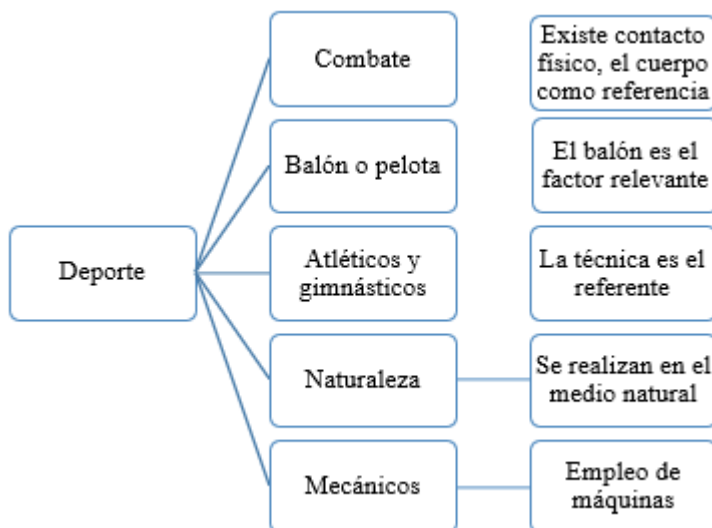 Combate
Existe contacto
físico, el cuerpo
como referencia
Balón o pelota
El balón es el
factor relevante
Deporte
Atléticos y
gimnásticos
La técnica es el
referente
Naturaleza
Se realizan en el
medio natural
Mecánicos
Empleo de
máquinas